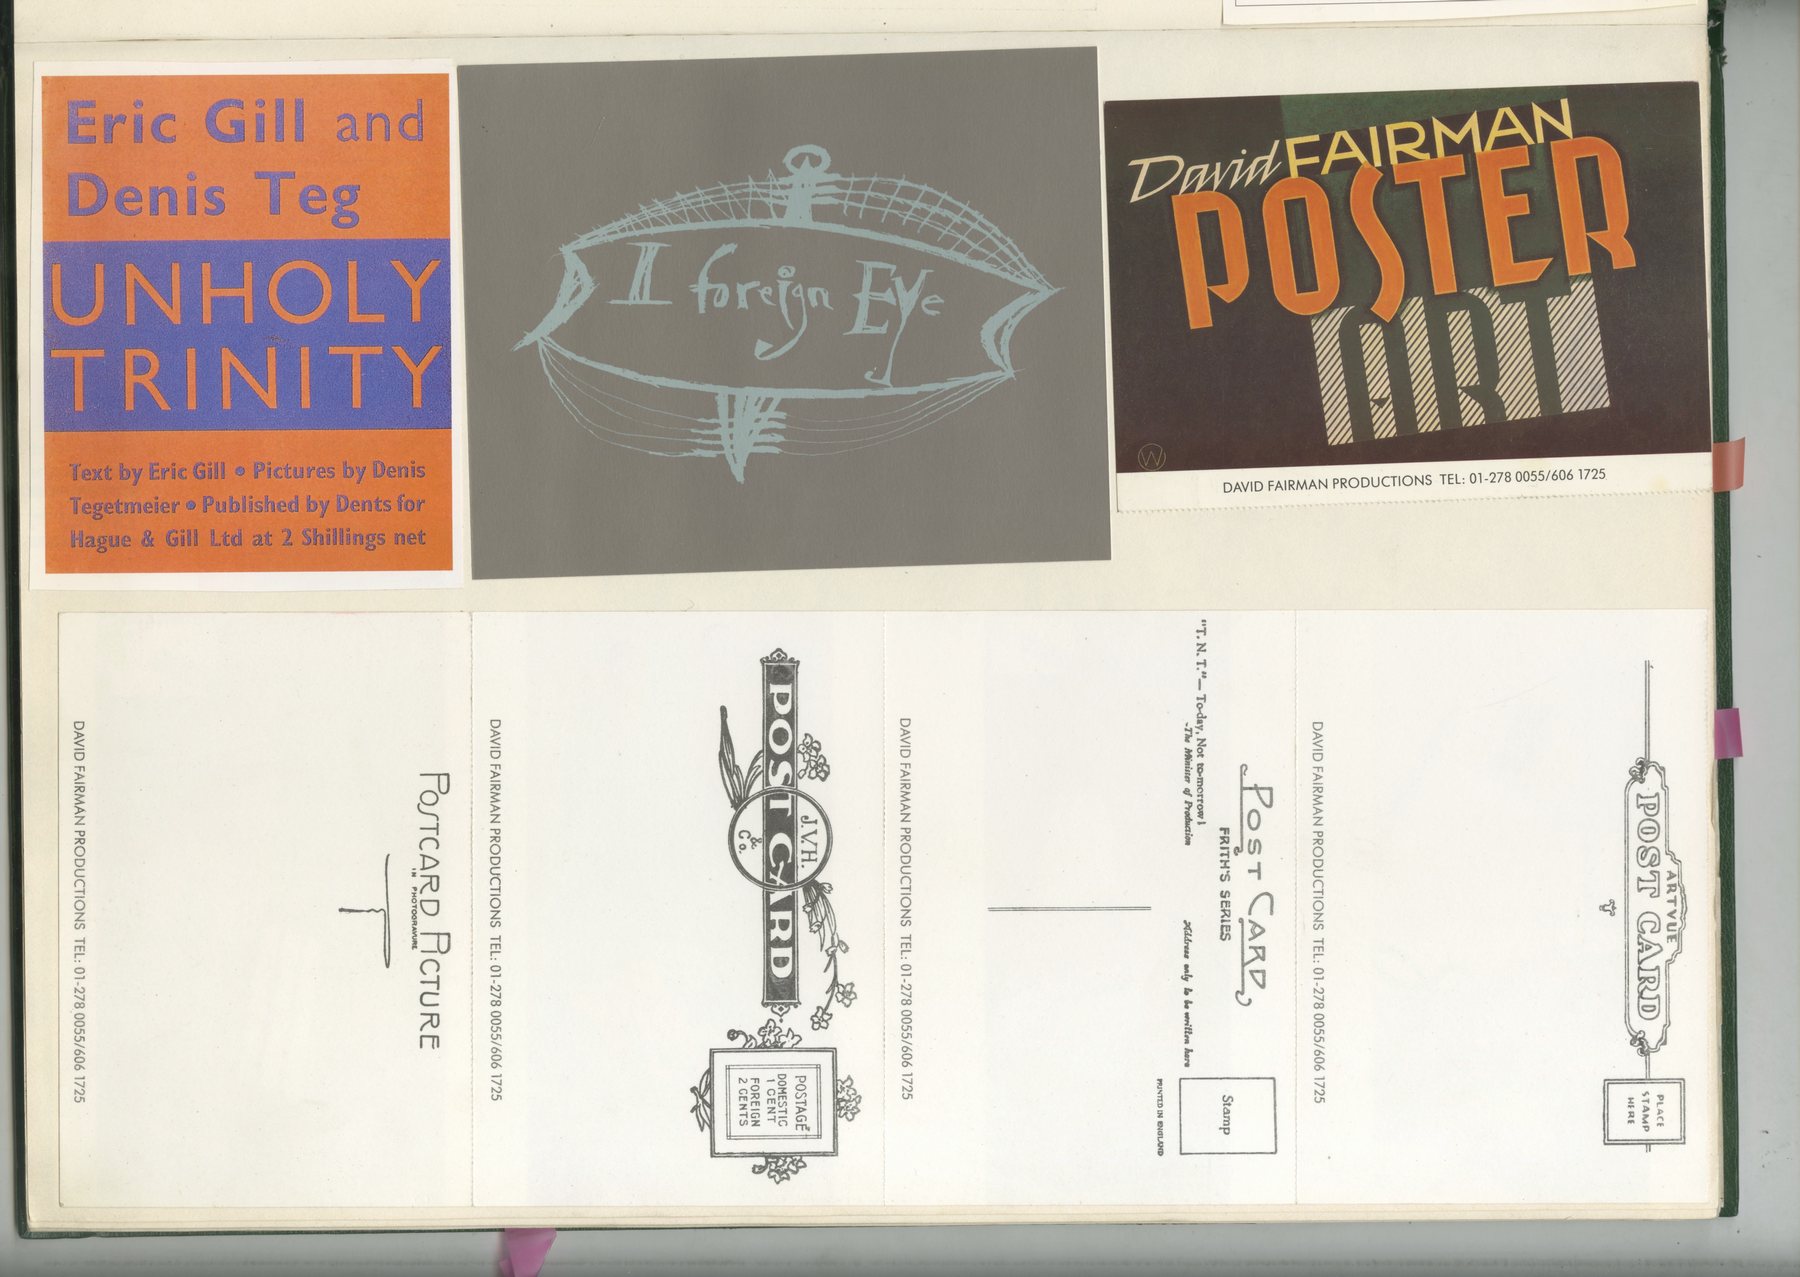 Eric Gill and
Denis Teg
UNHOLY
TRINITY
Text by Eric Gill • Pictures by Denis
Tegetmeier • Published by Dents for
Hague & Gill Ltd at 2 Shillings net
II foreign Eye
David FAIRMAN
POSTER
ART
W
DAVID FAIRMAN PRODUCTIONS TEL: 01-278 0055/606 1725
POSTCARD PICTURE
IN PHOTOGRAVURE
DAVID FAIRMAN PRODUCTIONS TEL: 01-278 0055/606 1725
POST CARD
J.V.H.
&
Co.
POSTAGE
DOMESTIC
1 CENT
FOREIGN
2 CENTS
DAVID FAIRMAN PRODUCTIONS TEL: 01-278 0055/606 1725
POST CARD
FRITH'S SERIES
"T. N. T."— To-day, Not to-morrow!
-The Minister of Production
Address only to be written here
Stamp
PRINTED IN ENGLAND
DAVID FAIRMAN PRODUCTIONS TEL: 01-278 0055/606 1725
ARTVUE
POST CARD
PLACE
STAMP
HERE
DAVID FAIRMAN PRODUCTIONS TEL: 01-278 0055/606 1725